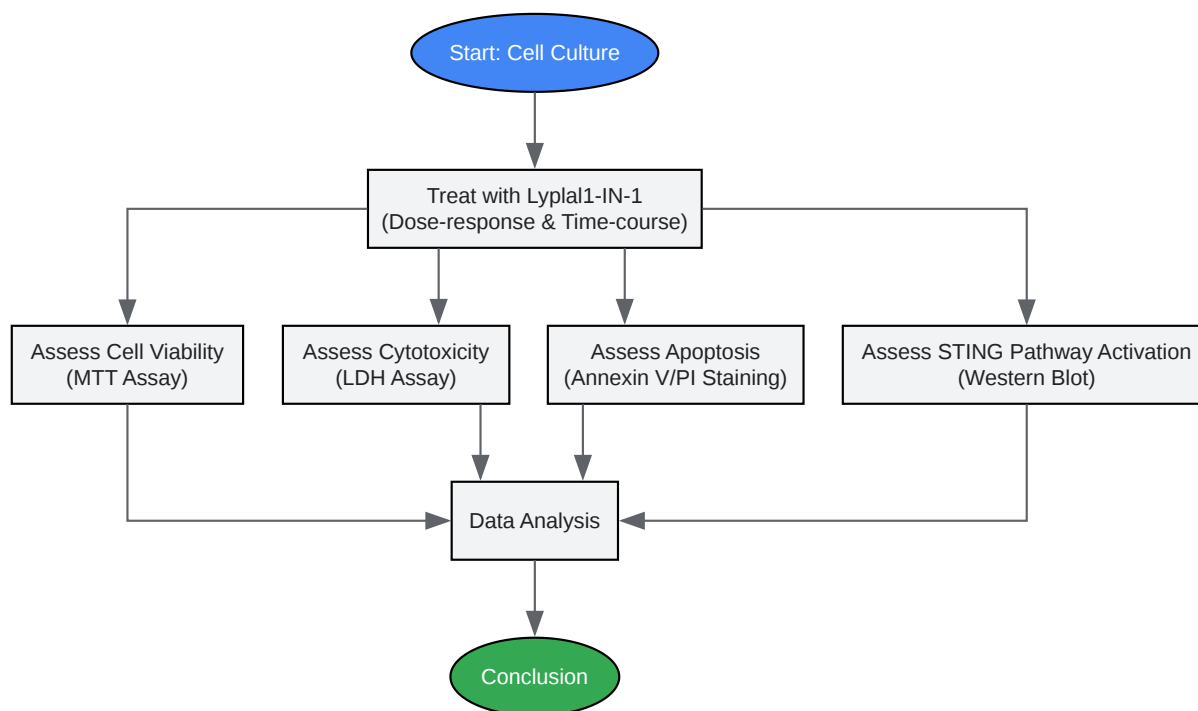 Start: Cell Culture
Treat with Lyplal1-IN-1
(Dose-response & Time-course)
Assess Cell Viability
(MTT Assay)
Assess Cytotoxicity
(LDH Assay)
Assess Apoptosis
(Annexin V/PI Staining)
Assess STING Pathway Activation
(Western Blot)
Data Analysis
Conclusion